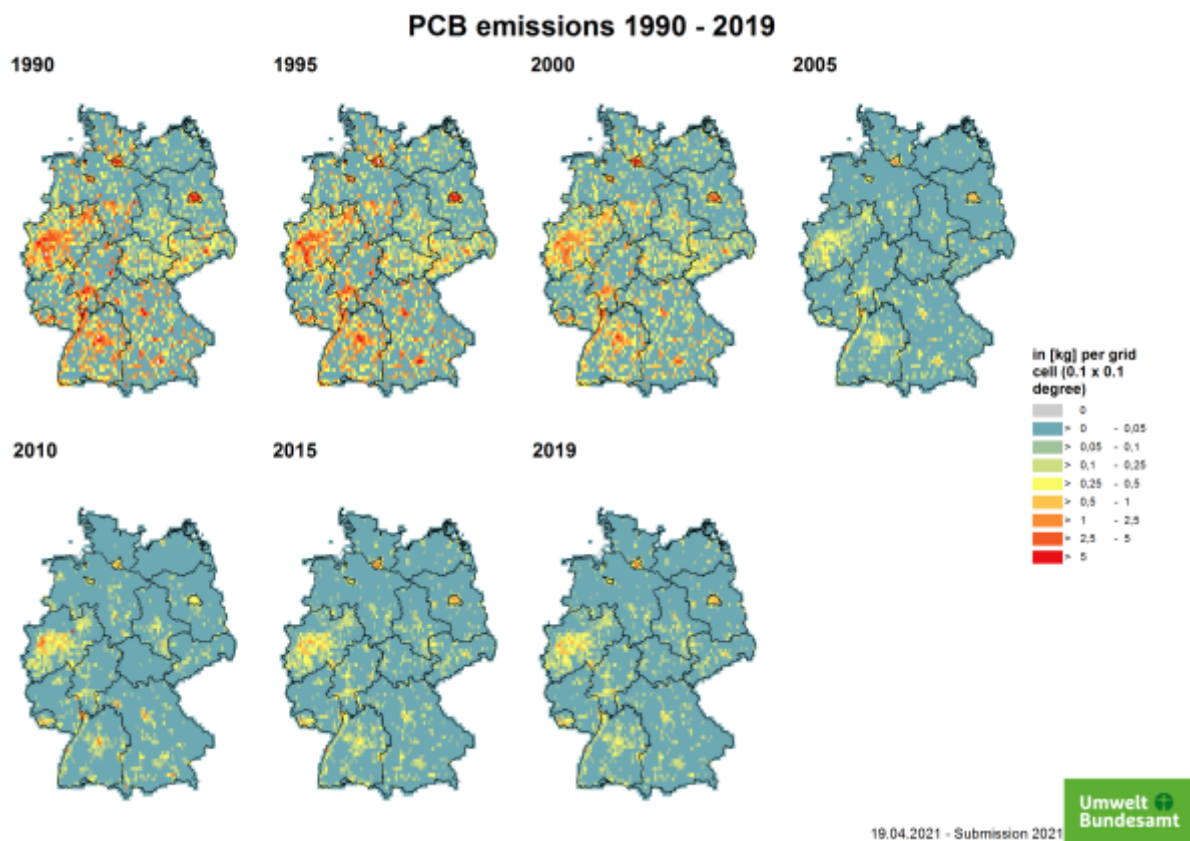 PCB emissions 1990 - 2019
1990
1995
2000
2005
in [kg] per grid
cell (0.1 x 0.1
degree)
0
> 0 - 0,05
> 0,05 - 0,1
> 0,1 - 0,25
> 0,25 - 0,5
> 0,5 - 1
> 1 - 2,5
> 2,5 - 5
> 5
2010
2015
2019
Umwelt
Bundesamt
19.04.2021 - Submission 2021